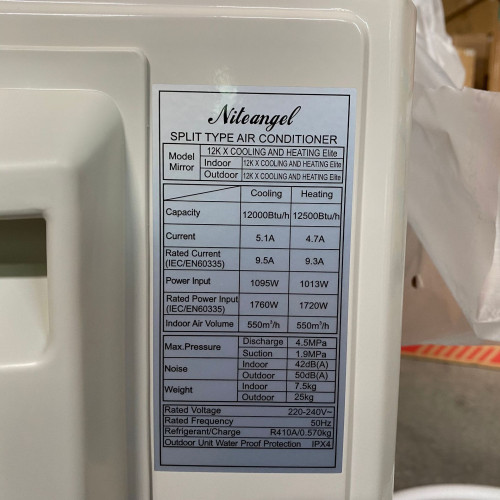 Niteangel
SPLIT TYPE AIR CONDITIONER
Model Mirror 12K X COOLING AND HEATING Elite
Indoor 12K X COOLING AND HEATING Elite
Outdoor 12K X COOLING AND HEATING Elite
Cooling Heating
Capacity 12000Btu/h 12500Btu/h
Current 5.1A 4.7A
Rated Current (IEC/EN60335) 9.5A 9.3A
Power Input 1095W 1013W
Rated Power Input (IEC/EN60335) 1760W 1720W
Indoor Air Volume 550m³/h 550m³/h
Max.Pressure Discharge 4.5MPa
Suction 1.9MPa
Noise Indoor 42dB(A)
Outdoor 50dB(A)
Weight Indoor 7.5kg
Outdoor 25kg
Rated Voltage 220-240V~
Rated Frequency 50Hz
Refrigerant/Charge R410A/0.570kg
Outdoor Unit Water Proof Protection IPX4